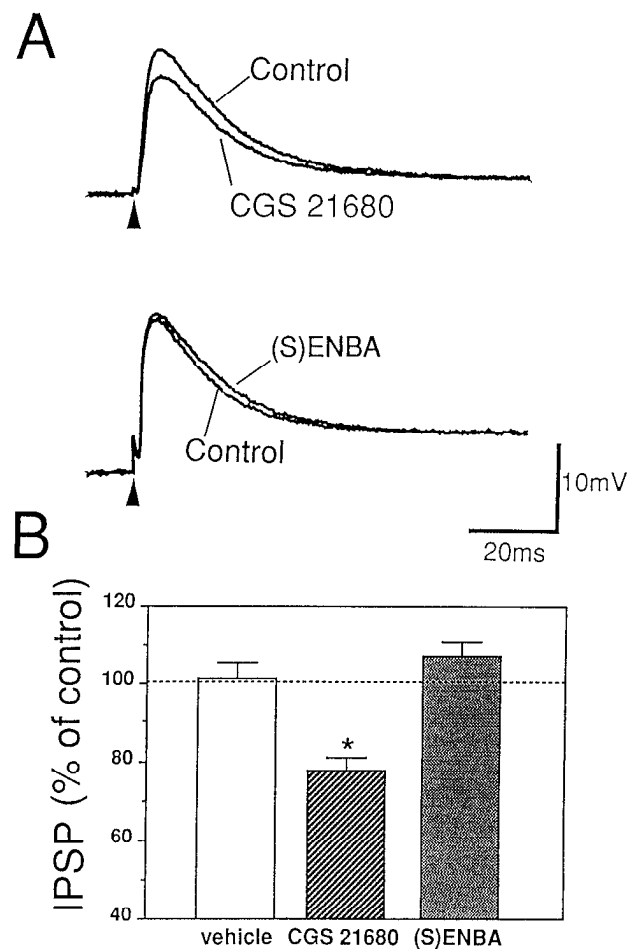 A
Control
CGS 21680
(S)ENBA
Control
10mV
20ms
B
IPSP (% of control)
120
100
80
60
40
*
vehicle CGS 21680 (S)ENBA